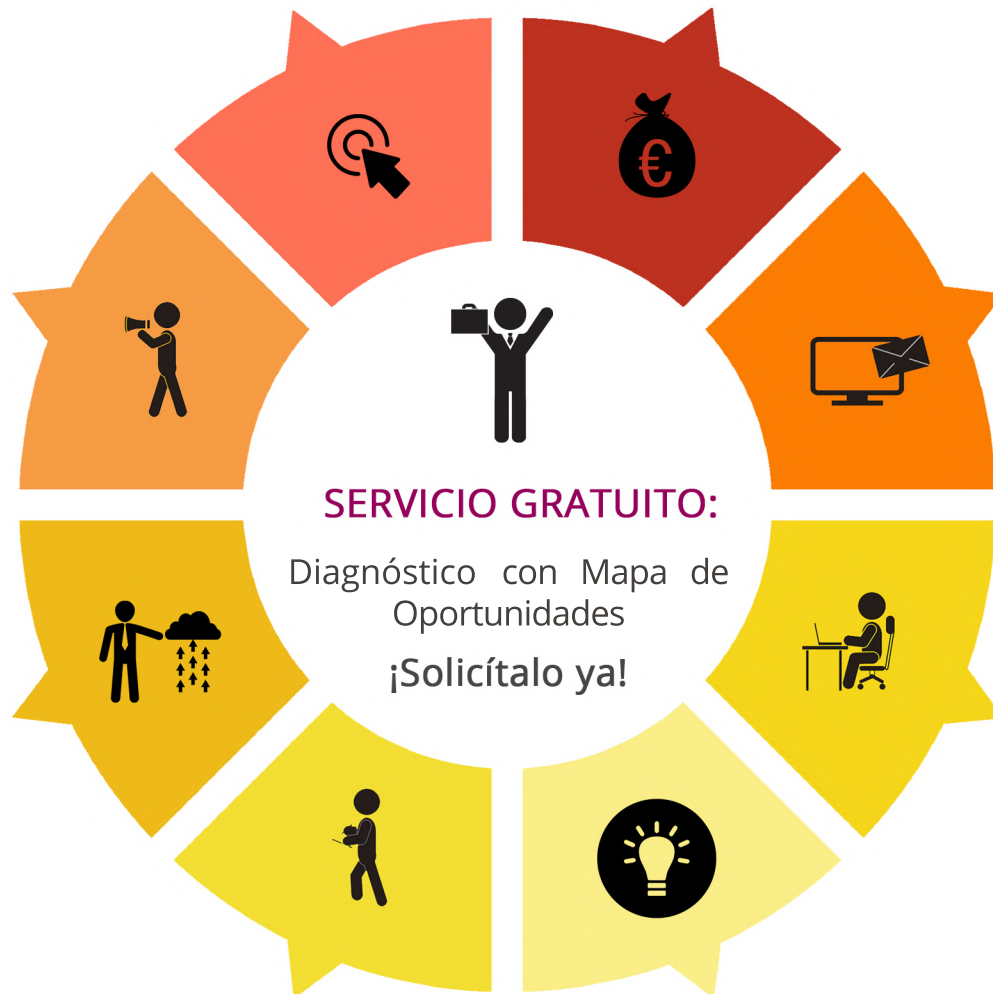 €
SERVICIO GRATUITO:
Diagnóstico con Mapa de
Oportunidades
¡Solicítalo ya!